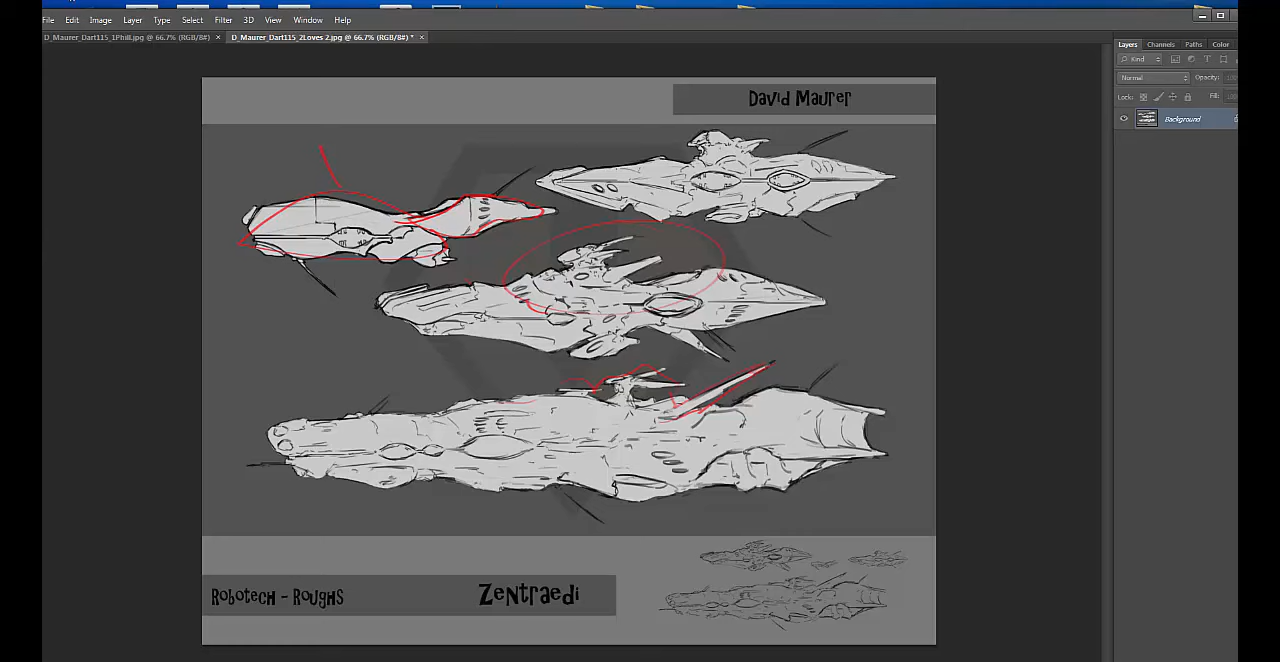 File Edit Image Layer Type Select Filter 3D View Window Help
D_Maurer_Dart115_1Phill.jpg @ 66.7% (RGB/8#) × D_Maurer_Dart115_2Loves 2.jpg @ 66.7% (RGB/8#) * ×
Layers Channels Paths Color
Kind
Normal Opacity:
Lock: Fill:
Background
David Maurer
Robotech - Roughs Zentraedi